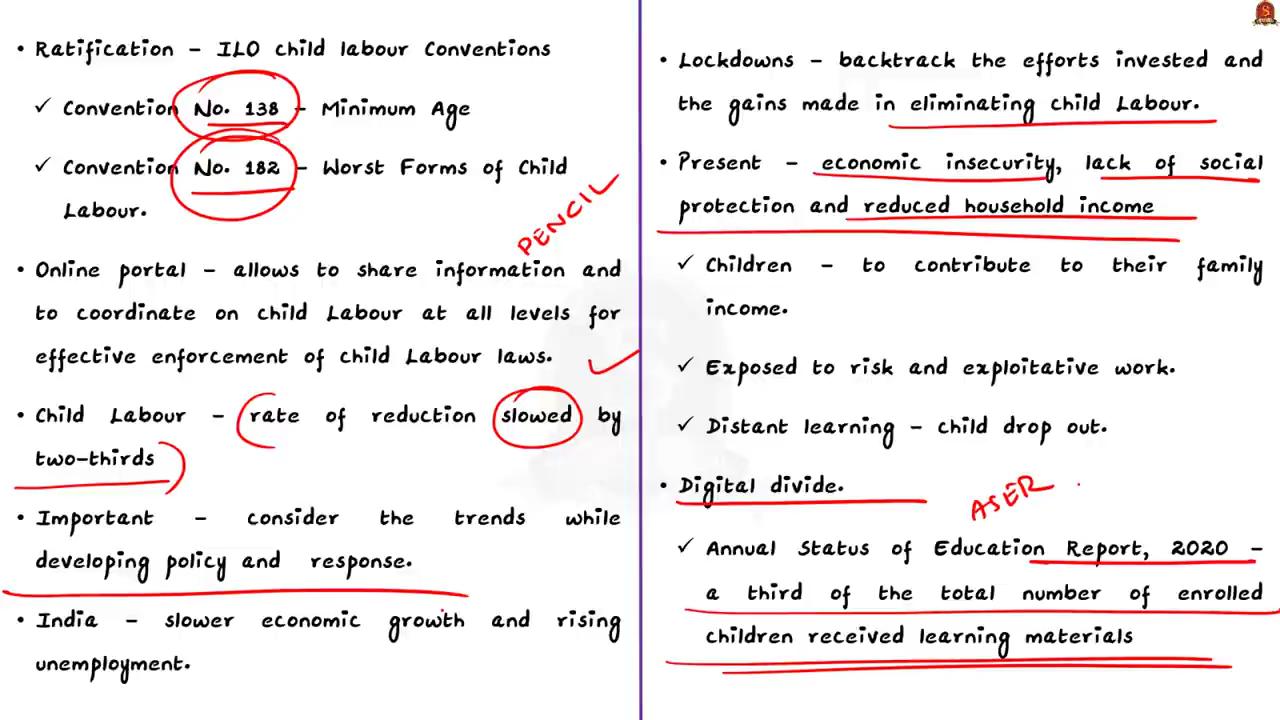 • Ratification – ILO child labour Conventions
✓ Convention No. 138 – Minimum Age
✓ Convention No. 182 – Worst Forms of Child
Labour.
PENCIL
• Online portal – allows to share information and
to coordinate on child Labour at all levels for
effective enforcement of child Labour laws.
• Child Labour – rate of reduction slowed by
two-thirds
• Important – consider the trends while
developing policy and response.
• India – slower economic growth and rising
unemployment.
• Lockdowns – backtrack the efforts invested and
the gains made in eliminating child Labour.
• Present – economic insecurity, lack of social
protection and reduced household income
✓ Children – to contribute to their family
income.
✓ Exposed to risk and exploitative work.
✓ Distant learning – child drop out.
• Digital divide.
ASER
✓ Annual Status of Education Report, 2020 –
a third of the total number of enrolled
children received learning materials